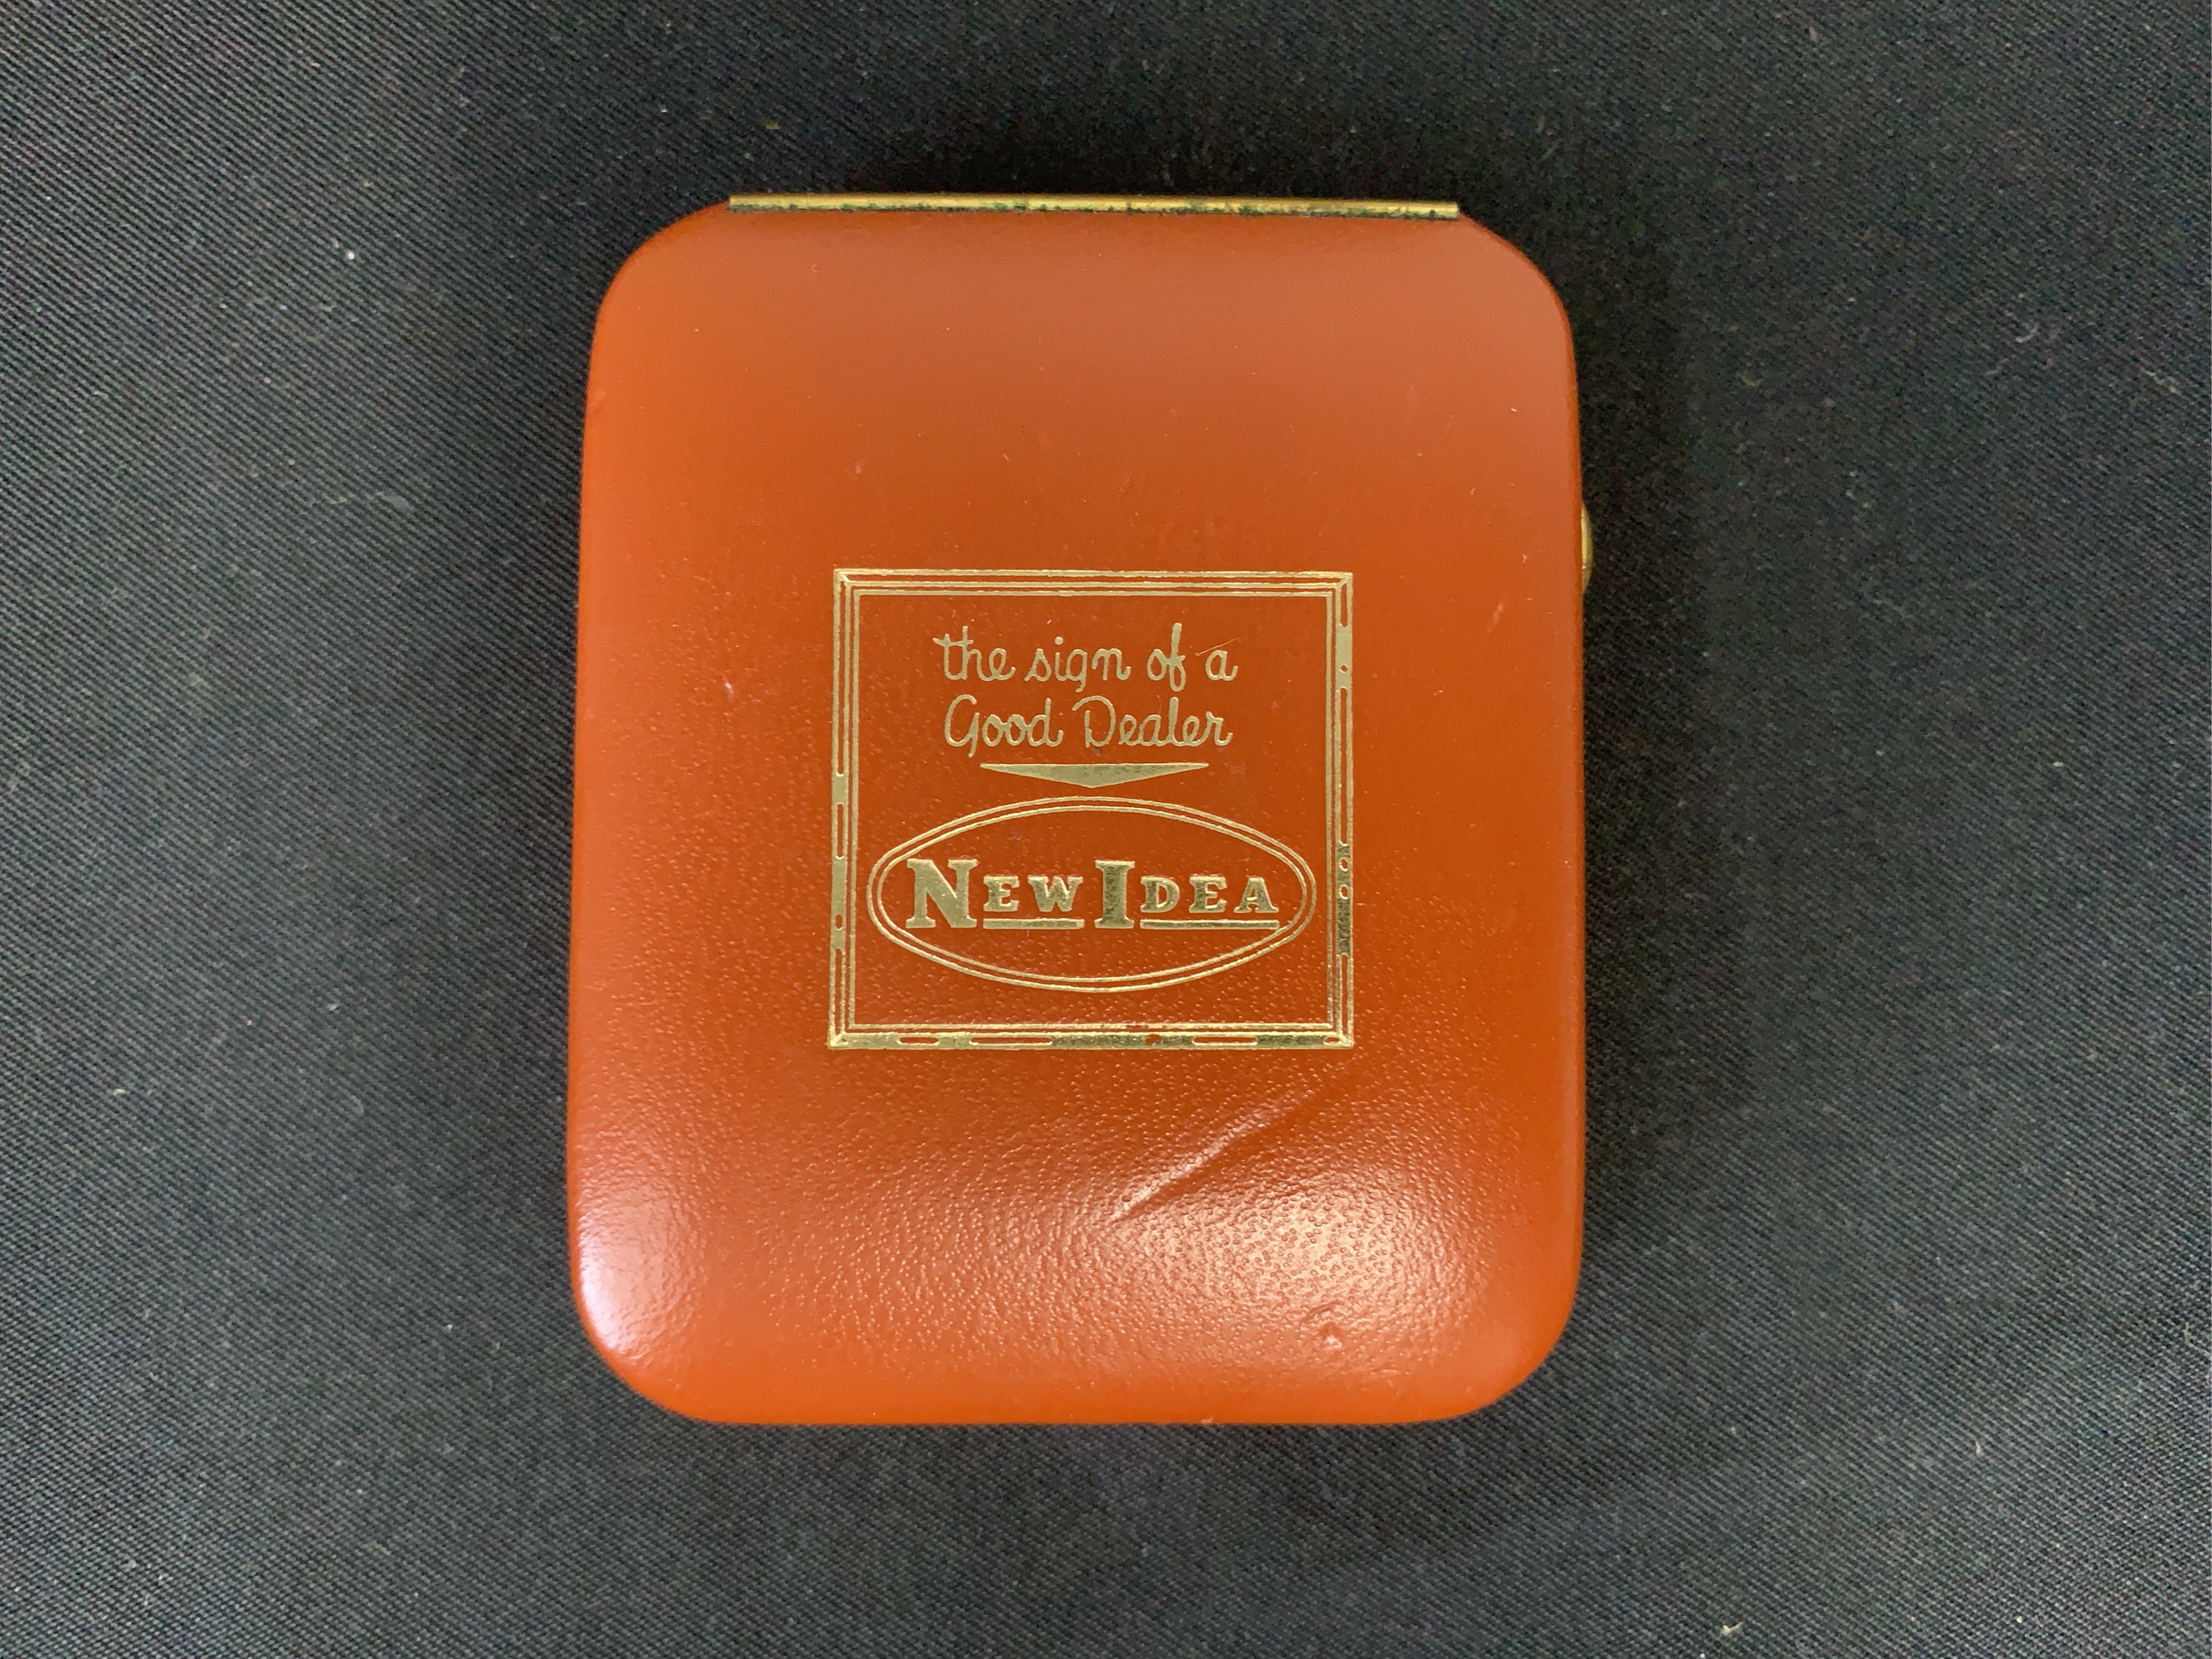 the sign of a
Good Dealer
NEW IDEA